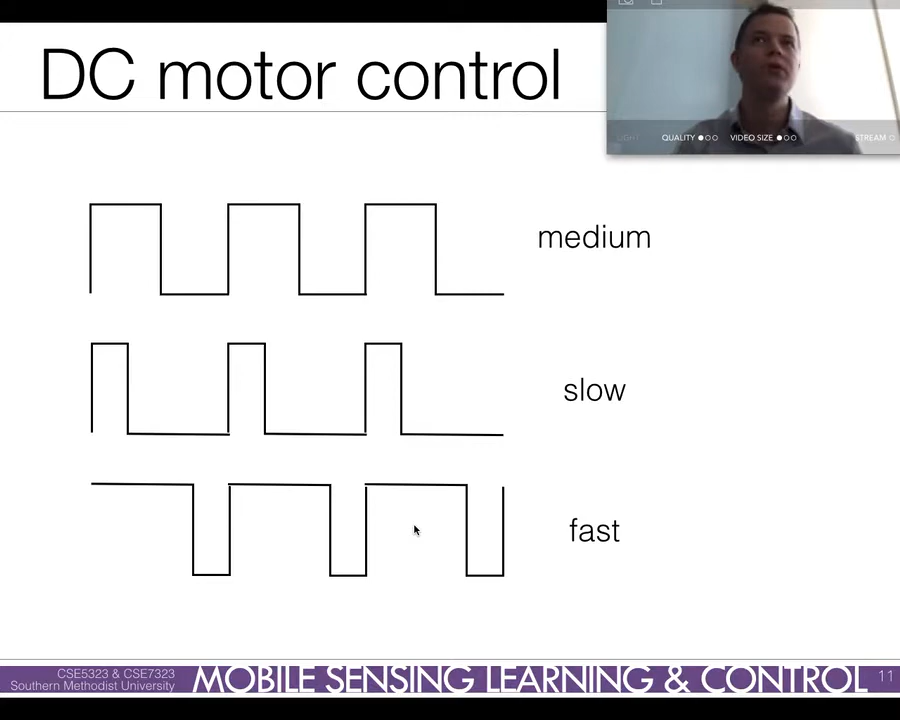 DC motor control
LIGHT
QUALITY
VIDEO SIZE
STREAM
medium
slow
fast
CSE5323 & CSE7323
Southern Methodist University
MOBILE SENSING LEARNING & CONTROL
11